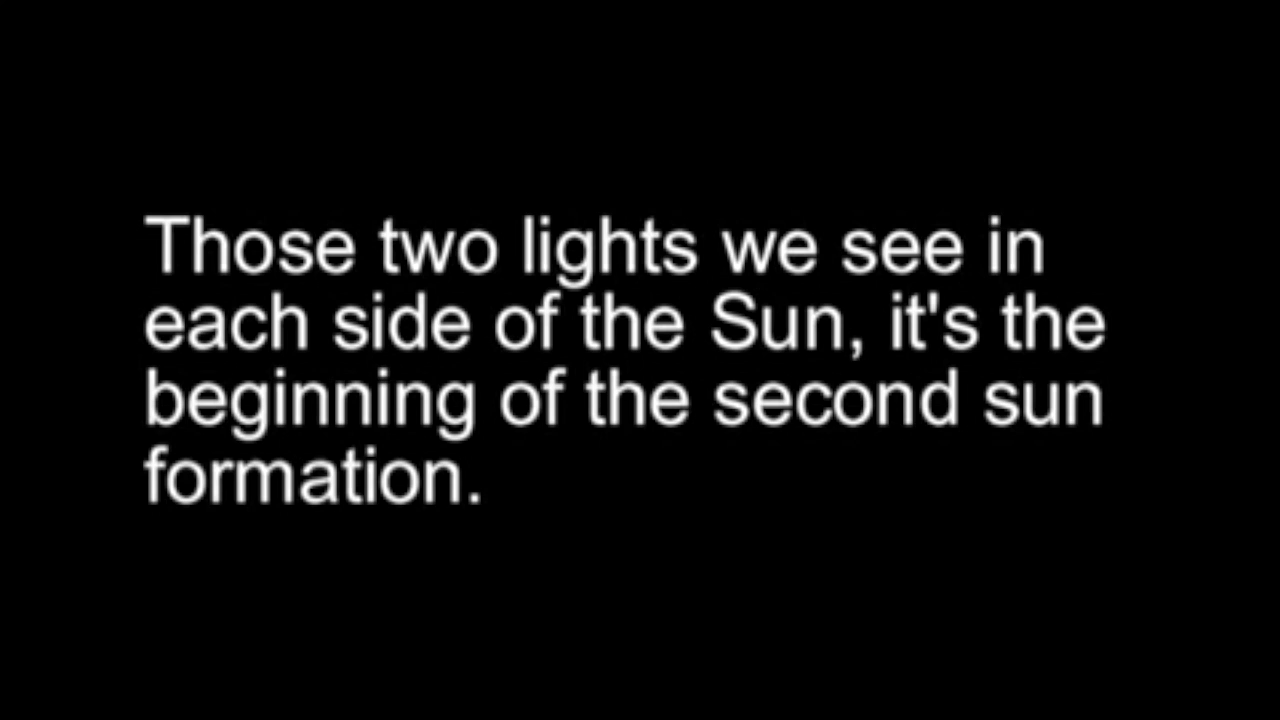 Those two lights we see in
each side of the Sun, it's the
beginning of the second sun
formation.